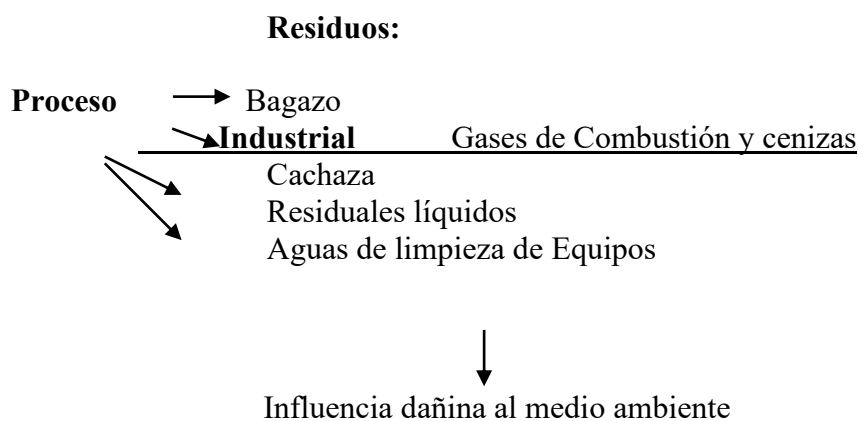 Residuos:
Proceso Bagazo
Industrial Gases de Combustión y cenizas
Cachaza
Residuales líquidos
Aguas de limpieza de Equipos
Influencia dañina al medio ambiente